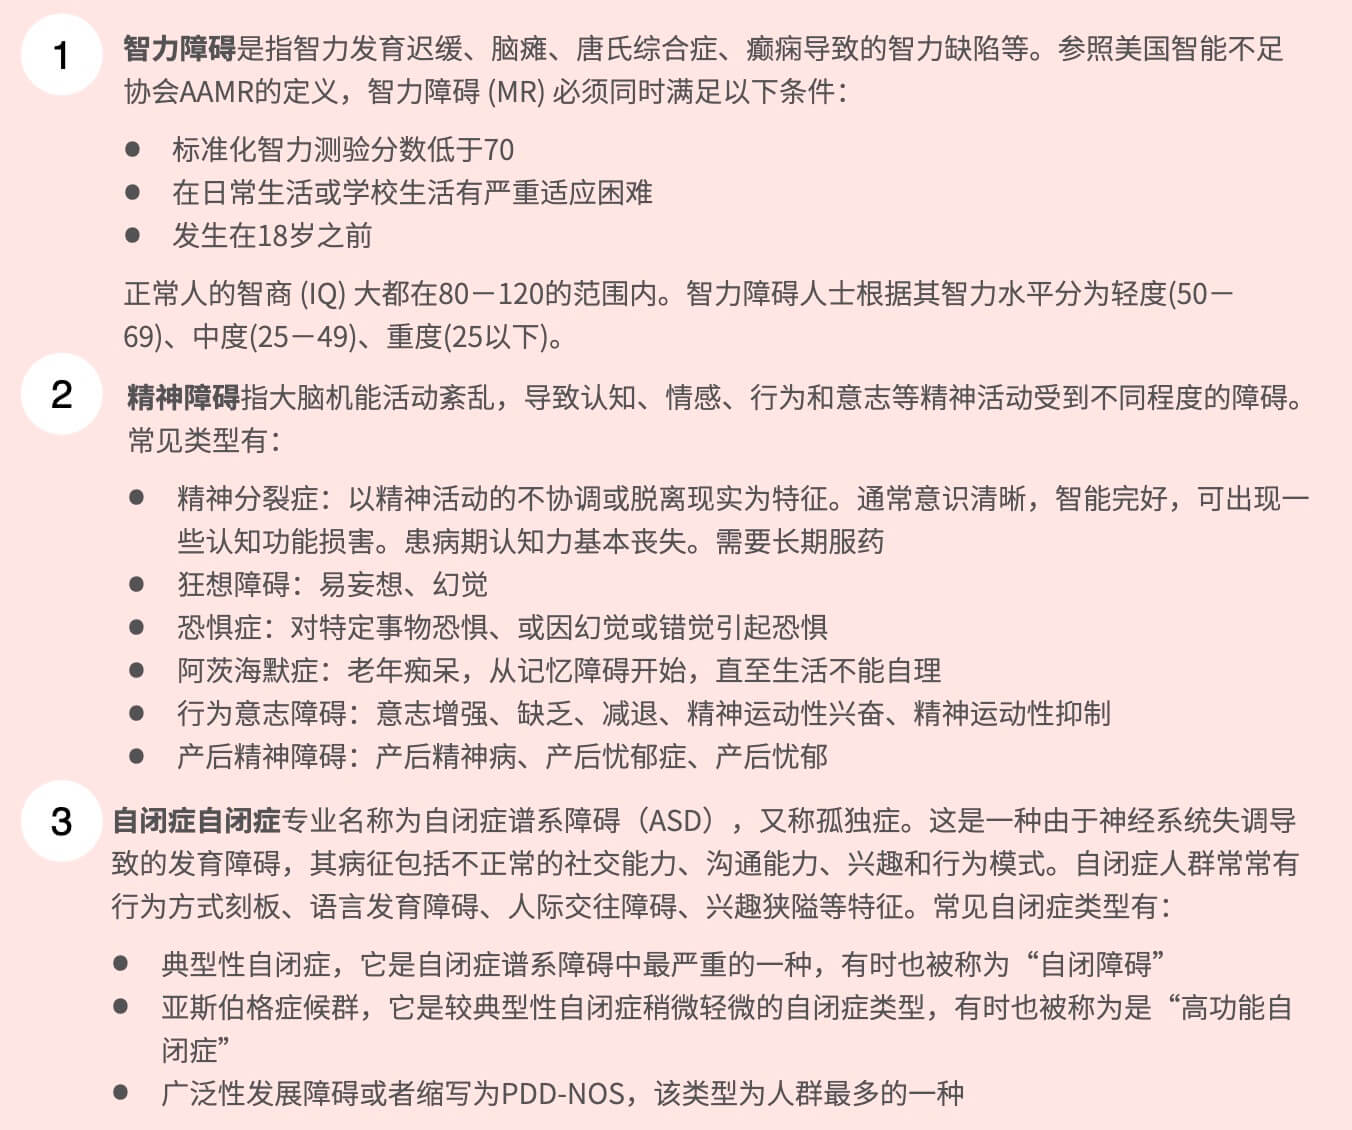 1
智力障碍是指智力发育迟缓、脑瘫、唐氏综合症、癫痫导致的智力缺陷等。参照美国智能不足
协会AAMR的定义，智力障碍 (MR) 必须同时满足以下条件：
● 标准化智力测验分数低于70
● 在日常生活或学校生活有严重适应困难
● 发生在18岁之前
正常人的智商 (IQ) 大都在80－120的范围内。智力障碍人士根据其智力水平分为轻度(50－
69)、中度(25－49)、重度(25以下)。
2
精神障碍指大脑机能活动紊乱，导致认知、情感、行为和意志等精神活动受到不同程度的障碍。
常见类型有：
● 精神分裂症：以精神活动的不协调或脱离现实为特征。通常意识清晰，智能完好，可出现一
些认知功能损害。患病期认知力基本丧失。需要长期服药
● 狂想障碍：易妄想、幻觉
● 恐惧症：对特定事物恐惧、或因幻觉或错觉引起恐惧
● 阿茨海默症：老年痴呆，从记忆障碍开始，直至生活不能自理
● 行为意志障碍：意志增强、缺乏、减退、精神运动性兴奋、精神运动性抑制
● 产后精神障碍：产后精神病、产后忧郁症、产后忧郁
3
自闭症自闭症专业名称为自闭症谱系障碍（ASD），又称孤独症。这是一种由于神经系统失调导
致的发育障碍，其病征包括不正常的社交能力、沟通能力、兴趣和行为模式。自闭症人群常常有
行为方式刻板、语言发育障碍、人际交往障碍、兴趣狭隘等特征。常见自闭症类型有：
● 典型性自闭症，它是自闭症谱系障碍中最严重的一种，有时也被称为“自闭障碍”
● 亚斯伯格症候群，它是较典型性自闭症稍微轻微的自闭症类型，有时也被称为是“高功能自
闭症”
● 广泛性发展障碍或者缩写为PDD-NOS，该类型为人群最多的一种